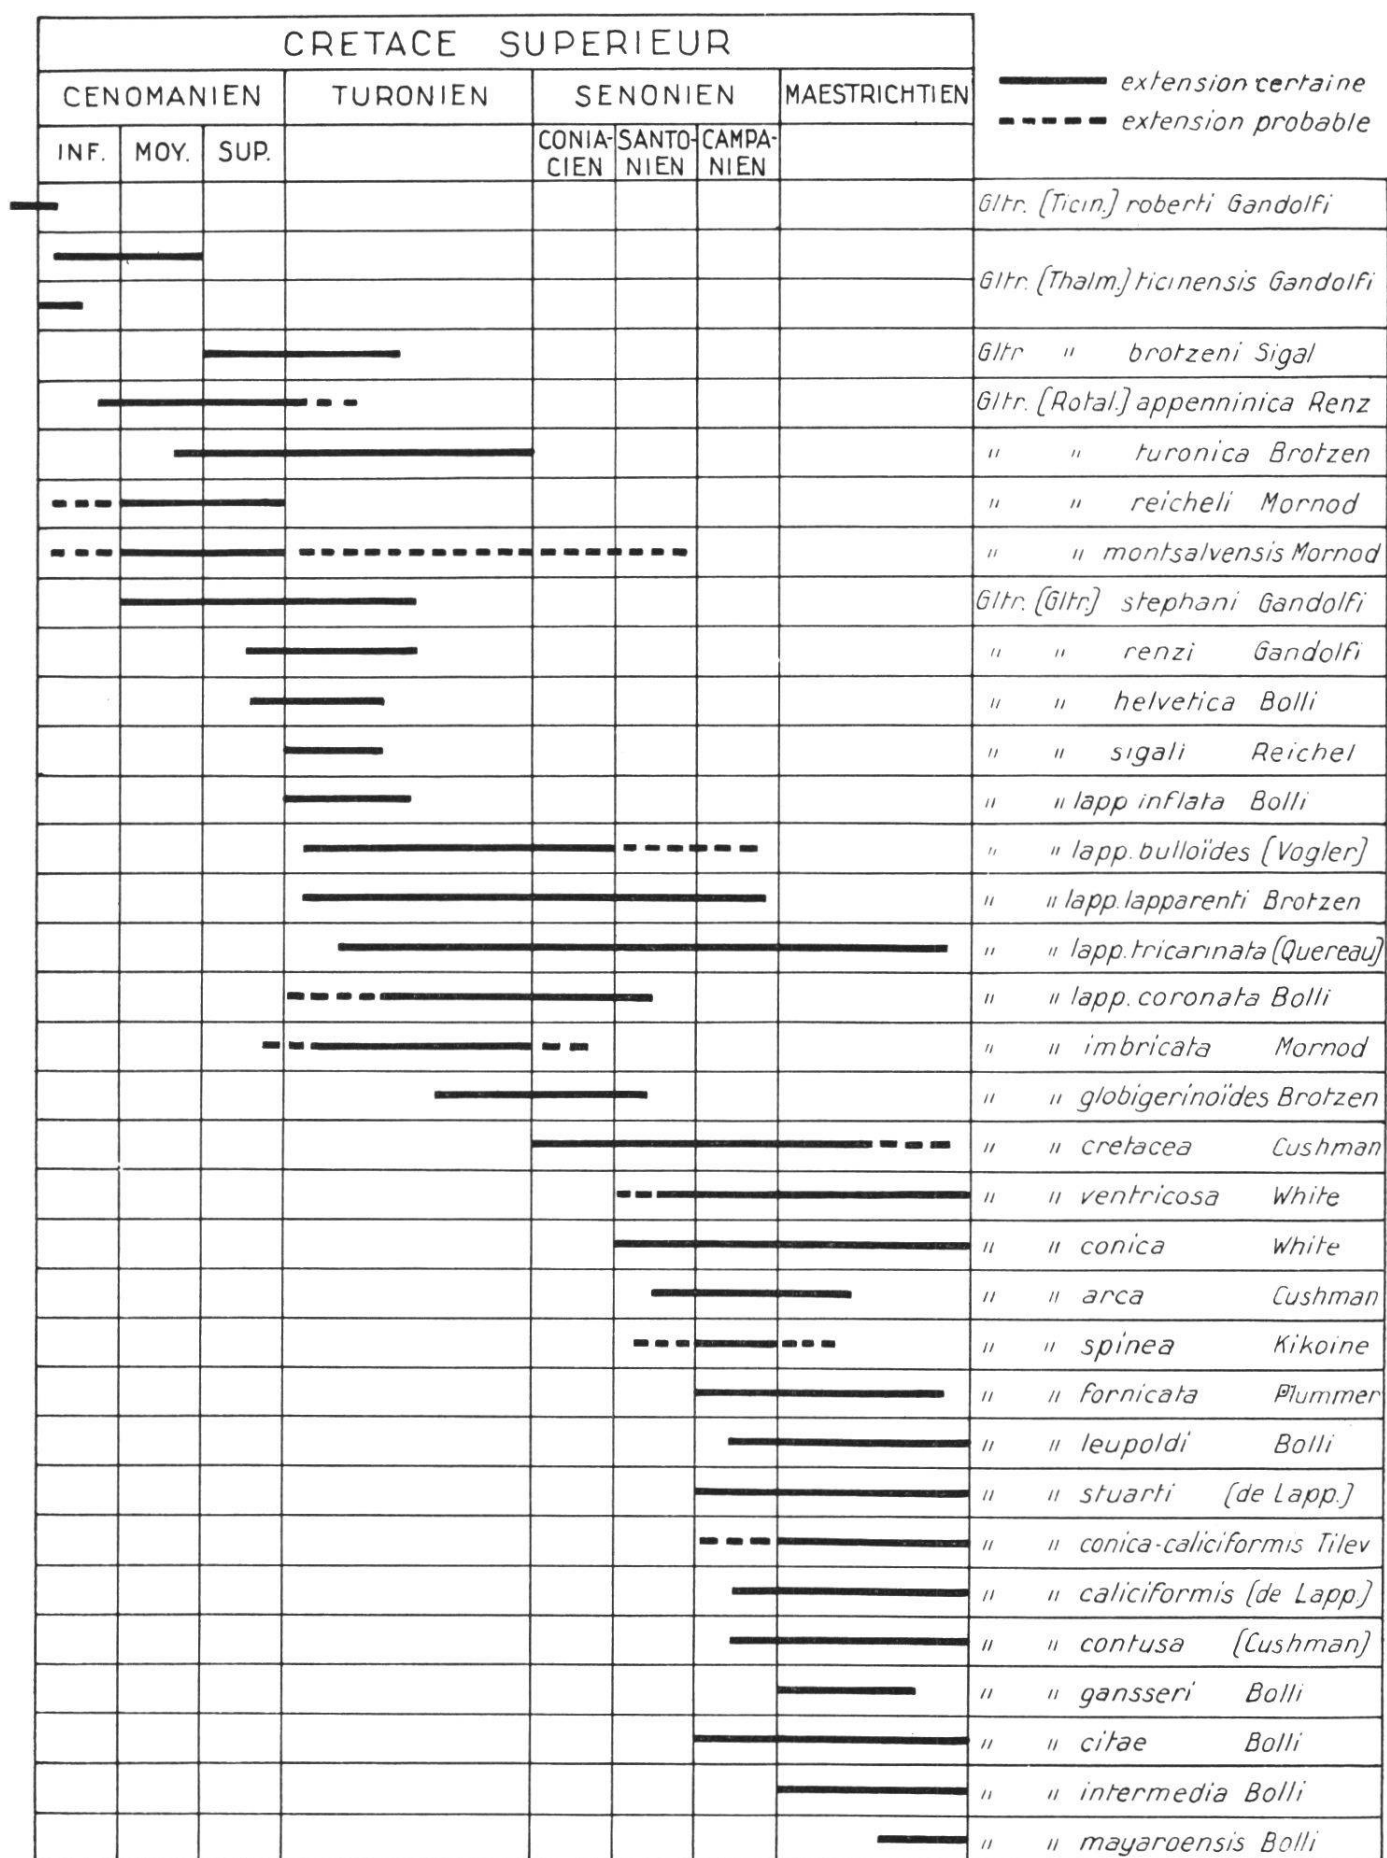 CRETACE SUPERIEUR
CENOMANIEN TURONIEN SENONIEN MAESTRICHTIEN
INF. MOY. SUP. CONIA-CIEN SANTO-NIEN CAMPA-NIEN
extension certaine
extension probable
Gltr. (Ticin.) roberti Gandolfi
Gltr. (Thalm.) ticinensis Gandolfi
Gltr " brotzeni Sigal
Gltr. (Rotal.) appenninica Renz
" " turonica Brotzen
" " reicheli Mornod
" " montsalvensis Mornod
Gltr. (Gltr.) stephani Gandolfi
" " renzi Gandolfi
" " helvetica Bolli
" " sigali Reichel
" " lapp inflata Bolli
" " lapp. bulloïdes (Vogler)
" " lapp. lapparenti Brotzen
" " lapp. tricarinata (Quereau)
" " lapp. coronata Bolli
" " imbricata Mornod
" " globigerinoïdes Brotzen
" " cretacea Cushman
" " ventricosa White
" " conica White
" " arca Cushman
" " spinea Kikoine
" " fornicata Plummer
" " leupoldi Bolli
" " stuarti (de Lapp.)
" " conica-caliciformis Tilev
" " caliciformis (de Lapp.)
" " contusa (Cushman)
" " gansseri Bolli
" " citae Bolli
" " intermedia Bolli
" " mayaroensis Bolli